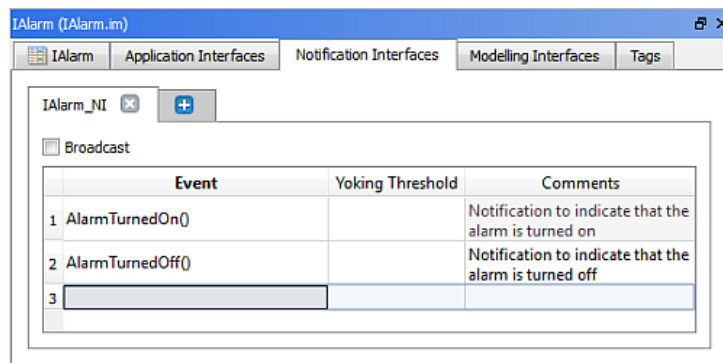 IAlarm (IAlarm.im)
IAlarm Application Interfaces Notification Interfaces Modelling Interfaces Tags
IAlarm_NI
Broadcast
Event Yoking Threshold Comments
1 AlarmTurnedOn() Notification to indicate that the
alarm is turned on
2 AlarmTurnedOff() Notification to indicate that the
alarm is turned off
3